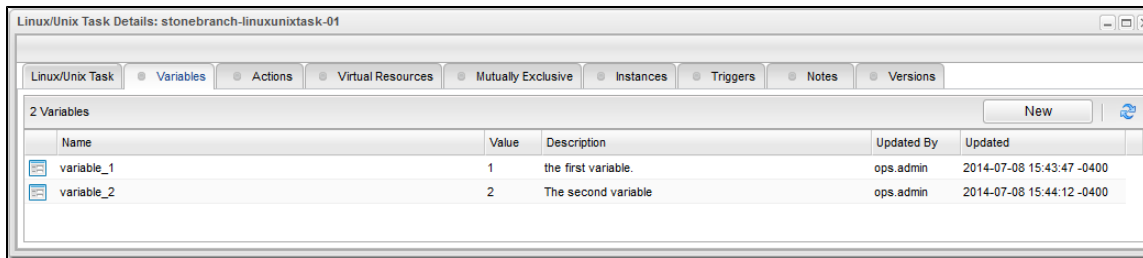 Linux/Unix Task Details: stonebranch-linuxunixtask-01
Linux/Unix Task Variables Actions Virtual Resources Mutually Exclusive Instances Triggers Notes Versions
2 Variables New
Name Value Description Updated By Updated
variable_1 1 the first variable. ops.admin 2014-07-08 15:43:47 -0400
variable_2 2 The second variable ops.admin 2014-07-08 15:44:12 -0400